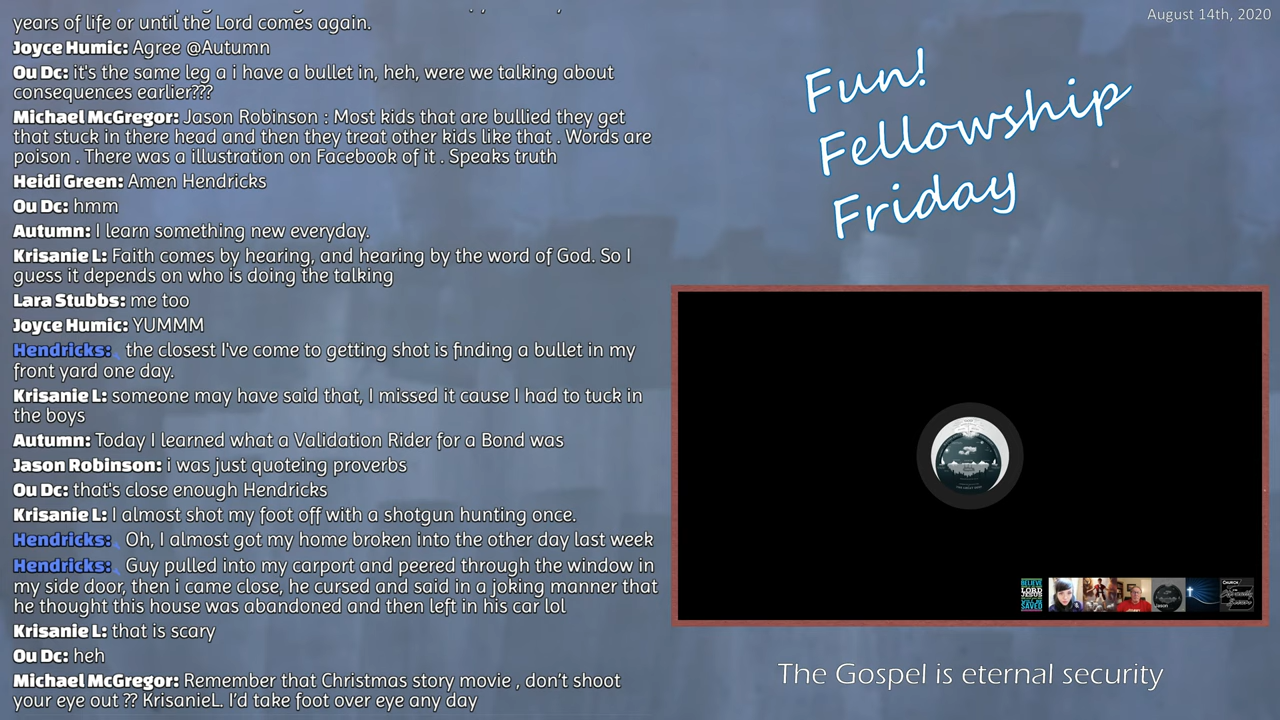 years of life or until the Lord comes again.
Joyce Humic: Agree @Autumn
Ou Dc: it's the same leg a i have a bullet in, heh, were we talking about
consequences earlier???
Michael McGregor: Jason Robinson : Most kids that are bullied they get
that stuck in there head and then they treat other kids like that . Words are
poison . There was a illustration on Facebook of it . Speaks truth
Heidi Green: Amen Hendricks
Ou Dc: hmm
Autumn: I learn something new everyday.
Krisanie L: Faith comes by hearing, and hearing by the word of God. So I
guess it depends on who is doing the talking
Lara Stubbs: me too
Joyce Humic: YUMMM
Hendricks: the closest I've come to getting shot is finding a bullet in my
front yard one day.
Krisanie L: someone may have said that, I missed it cause I had to tuck in
the boys
Autumn: Today I learned what a Validation Rider for a Bond was
Jason Robinson: i was just quoteing proverbs
Ou Dc: that's close enough Hendricks
Krisanie L: I almost shot my foot off with a shotgun hunting once.
Hendricks: Oh, I almost got my home broken into the other day last week
Hendricks: Guy pulled into my carport and peered through the window in
my side door, then i came close, he cursed and said in a joking manner that
he thought this house was abandoned and then left in his car lol
Krisanie L: that is scary
Ou Dc: heh
Michael McGregor: Remember that Christmas story movie , don't shoot
your eye out ?? KrisanieL. I'd take foot over eye any day
August 14th, 2020
Fun!
Fellowship
Friday
BELIEVE
LORD
JESUS
SAVED
Jason
CHURCH
The Gospel is eternal security